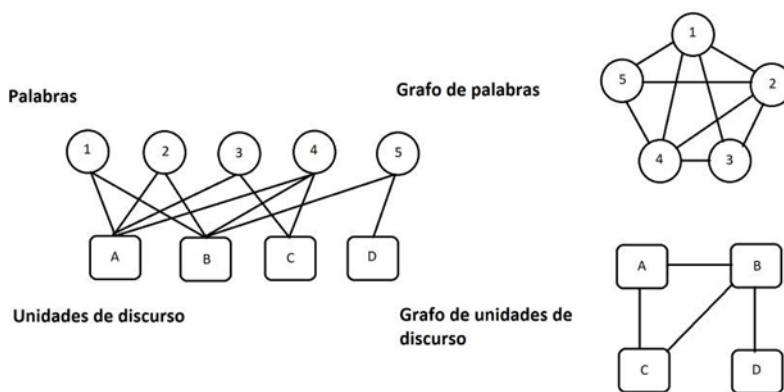 Palabras
1 2 3 4 5
A B C D
Unidades de discurso
Grafo de palabras
1
5 2
4 3
A B
Grafo de unidades de
discurso
C D